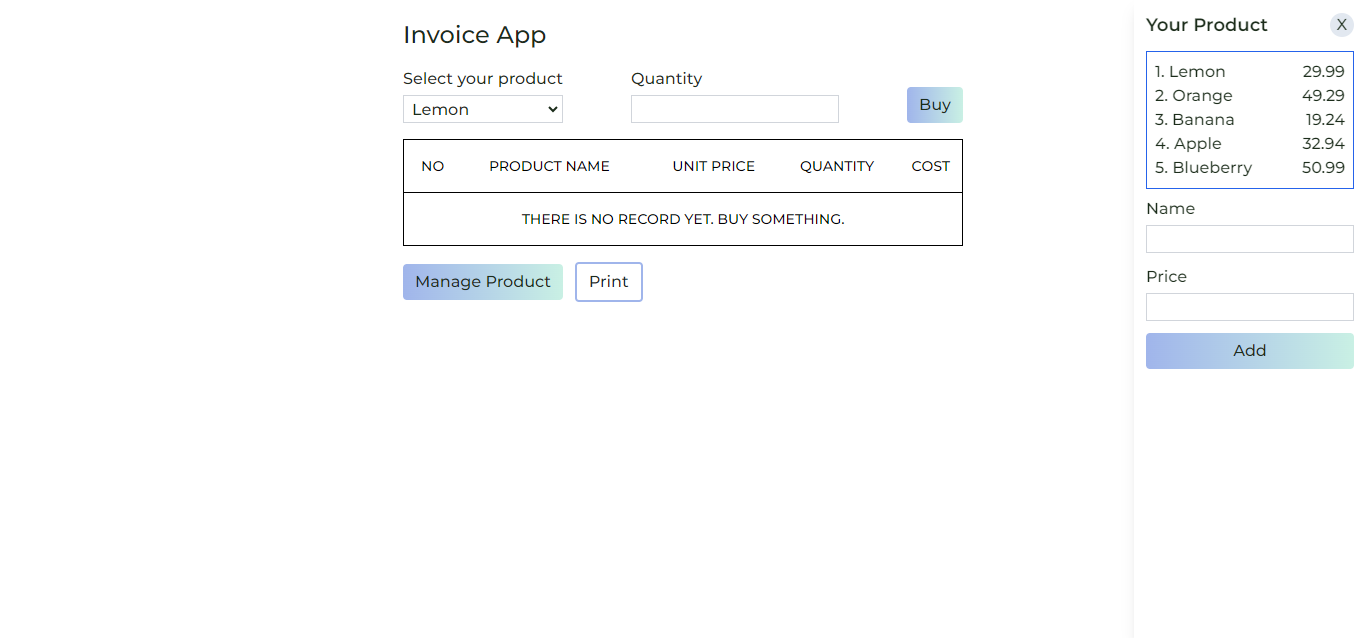 Invoice App
Select your product
Quantity
Lemon
Buy
NO PRODUCT NAME UNIT PRICE QUANTITY COST
THERE IS NO RECORD YET. BUY SOMETHING.
Manage Product
Print
Your Product X
1. Lemon 29.99
2. Orange 49.29
3. Banana 19.24
4. Apple 32.94
5. Blueberry 50.99
Name
Price
Add